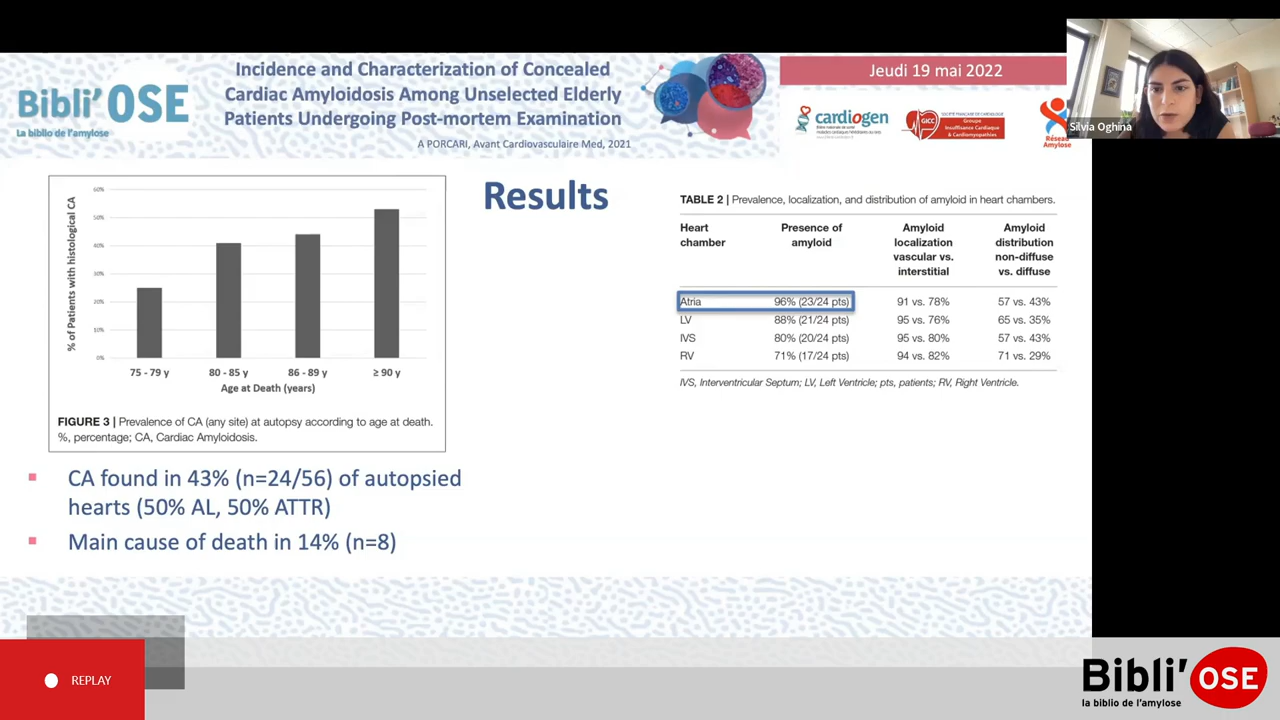 Bibli'OSE
La biblio de l'amylose
Incidence and Characterization of Concealed
Cardiac Amyloidosis Among Unselected Elderly
Patients Undergoing Post-mortem Examination
A PORCARI, Avant Cardiovasculaire Med, 2021
Jeudi 19 mai 2022
cardiogen
GICC
Groupe
Insuffisance Cardiaque
& Cardiomyopathies
Réseau
Amylose
Silvia Oghina
Results
% of Patients with histological CA
60%
50%
40%
30%
20%
10%
0%
75 - 79 y 80 - 85 y 86 - 89 y ≥ 90 y
Age at Death (years)
FIGURE 3 | Prevalence of CA (any site) at autopsy according to age at death.
%, percentage; CA, Cardiac Amyloidosis.
TABLE 2 | Prevalence, localization, and distribution of amyloid in heart chambers.
Heart Presence of Amyloid Amyloid
chamber amyloid localization distribution
vascular vs. non-diffuse
interstitial vs. diffuse
Atria 96% (23/24 pts) 91 vs. 78% 57 vs. 43%
LV 88% (21/24 pts) 95 vs. 76% 65 vs. 35%
IVS 80% (20/24 pts) 95 vs. 80% 57 vs. 43%
RV 71% (17/24 pts) 94 vs. 82% 71 vs. 29%
IVS, Interventricular Septum; LV, Left Ventricle; pts, patients; RV, Right Ventricle.
▪ CA found in 43% (n=24/56) of autopsied
hearts (50% AL, 50% ATTR)
▪ Main cause of death in 14% (n=8)
REPLAY
Bibli'OSE
la biblio de l'amylose